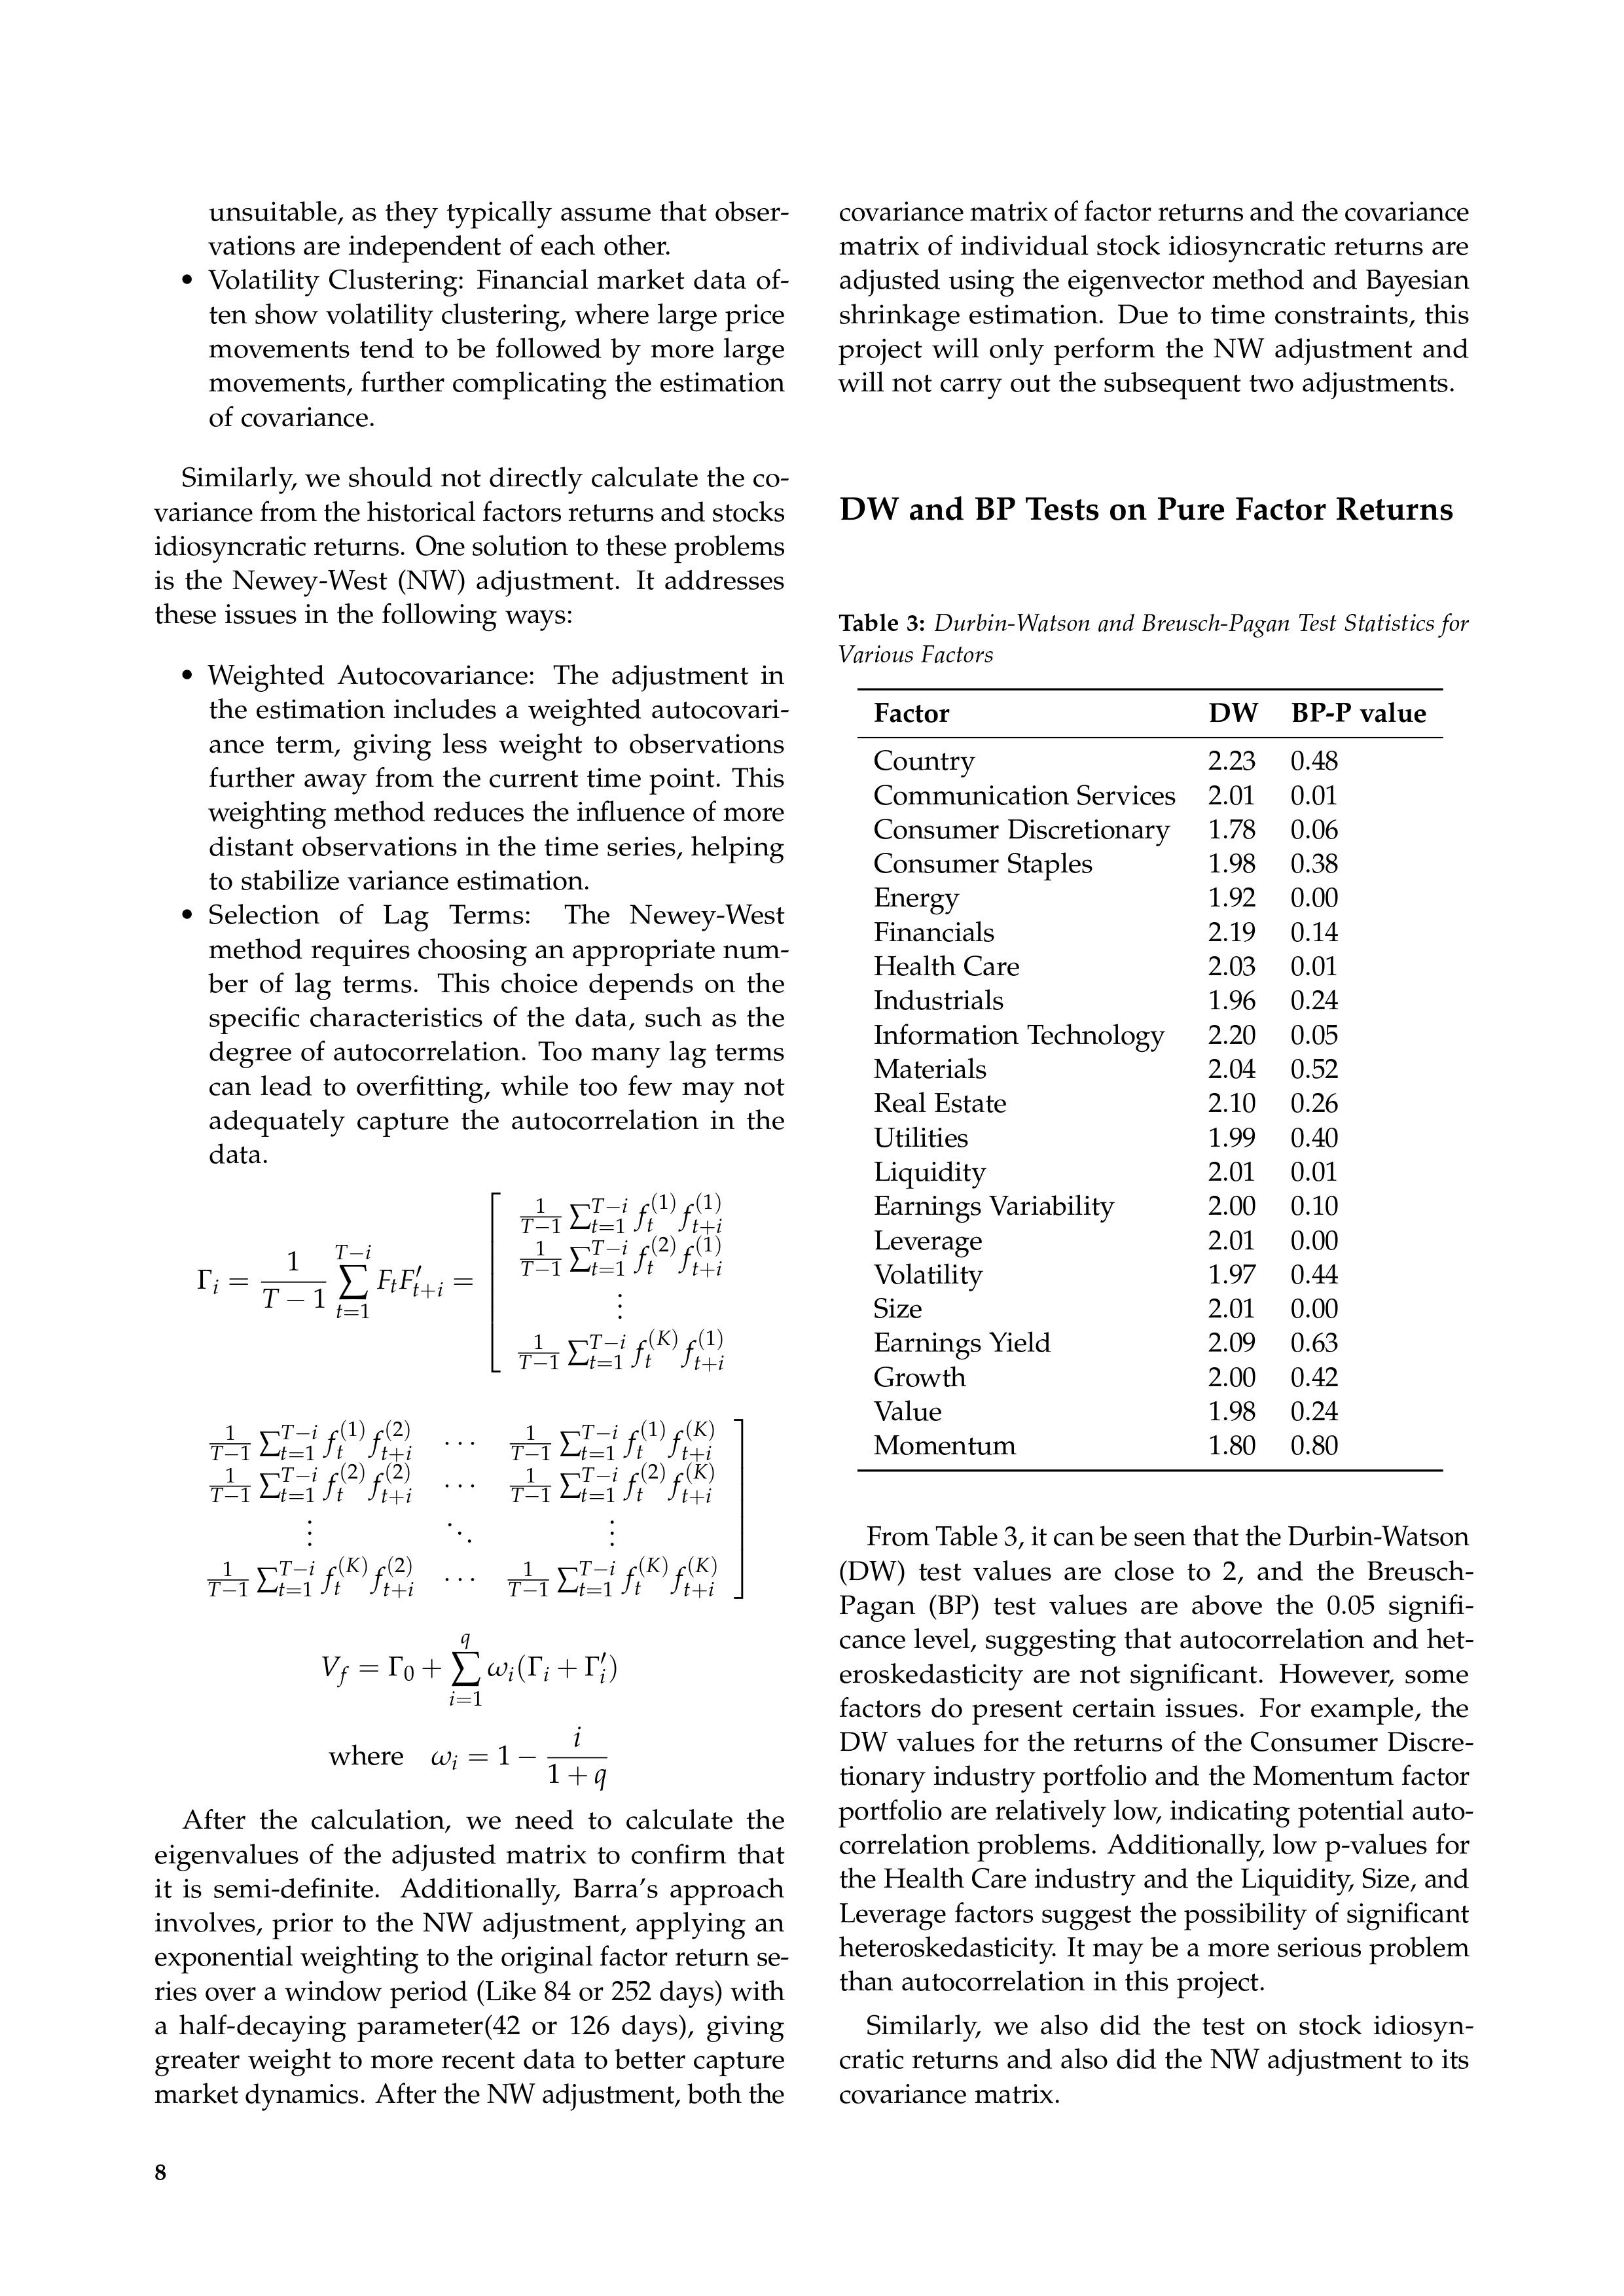 unsuitable, as they typically assume that obser-
vations are independent of each other.
• Volatility Clustering: Financial market data of-
ten show volatility clustering, where large price
movements tend to be followed by more large
movements, further complicating the estimation
of covariance.
Similarly, we should not directly calculate the co-
variance from the historical factors returns and stocks
idiosyncratic returns. One solution to these problems
is the Newey-West (NW) adjustment. It addresses
these issues in the following ways:
• Weighted Autocovariance: The adjustment in
the estimation includes a weighted autocovari-
ance term, giving less weight to observations
further away from the current time point. This
weighting method reduces the influence of more
distant observations in the time series, helping
to stabilize variance estimation.
• Selection of Lag Terms: The Newey-West
method requires choosing an appropriate num-
ber of lag terms. This choice depends on the
specific characteristics of the data, such as the
degree of autocorrelation. Too many lag terms
can lead to overfitting, while too few may not
adequately capture the autocorrelation in the
data.
Γ_i = \frac{1}{T-1} \sum_{t=1}^{T-i} F_t F'_{t+i} = [
\frac{1}{T-1} \sum_{t=1}^{T-i} f_t^{(1)} f_{t+i}^{(1)}
\frac{1}{T-1} \sum_{t=1}^{T-i} f_t^{(2)} f_{t+i}^{(1)}
⋮
\frac{1}{T-1} \sum_{t=1}^{T-i} f_t^{(K)} f_{t+i}^{(1)}
\frac{1}{T-1} \sum_{t=1}^{T-i} f_t^{(1)} f_{t+i}^{(2)} ⋯ \frac{1}{T-1} \sum_{t=1}^{T-i} f_t^{(1)} f_{t+i}^{(K)}
\frac{1}{T-1} \sum_{t=1}^{T-i} f_t^{(2)} f_{t+i}^{(2)} ⋯ \frac{1}{T-1} \sum_{t=1}^{T-i} f_t^{(2)} f_{t+i}^{(K)}
⋮ ⋱ ⋮
\frac{1}{T-1} \sum_{t=1}^{T-i} f_t^{(K)} f_{t+i}^{(2)} ⋯ \frac{1}{T-1} \sum_{t=1}^{T-i} f_t^{(K)} f_{t+i}^{(K)} ]
V_f = Γ_0 + \sum_{i=1}^{q} ω_i(Γ_i + Γ'_i)
where ω_i = 1 − \frac{i}{1+q}
After the calculation, we need to calculate the
eigenvalues of the adjusted matrix to confirm that
it is semi-definite. Additionally, Barra's approach
involves, prior to the NW adjustment, applying an
exponential weighting to the original factor return se-
ries over a window period (Like 84 or 252 days) with
a half-decaying parameter(42 or 126 days), giving
greater weight to more recent data to better capture
market dynamics. After the NW adjustment, both the
covariance matrix of factor returns and the covariance
matrix of individual stock idiosyncratic returns are
adjusted using the eigenvector method and Bayesian
shrinkage estimation. Due to time constraints, this
project will only perform the NW adjustment and
will not carry out the subsequent two adjustments.
DW and BP Tests on Pure Factor Returns
Table 3: Durbin-Watson and Breusch-Pagan Test Statistics for
Various Factors
Factor DW BP-P value
Country 2.23 0.48
Communication Services 2.01 0.01
Consumer Discretionary 1.78 0.06
Consumer Staples 1.98 0.38
Energy 1.92 0.00
Financials 2.19 0.14
Health Care 2.03 0.01
Industrials 1.96 0.24
Information Technology 2.20 0.05
Materials 2.04 0.52
Real Estate 2.10 0.26
Utilities 1.99 0.40
Liquidity 2.01 0.01
Earnings Variability 2.00 0.10
Leverage 2.01 0.00
Volatility 1.97 0.44
Size 2.01 0.00
Earnings Yield 2.09 0.63
Growth 2.00 0.42
Value 1.98 0.24
Momentum 1.80 0.80
From Table 3, it can be seen that the Durbin-Watson
(DW) test values are close to 2, and the Breusch-
Pagan (BP) test values are above the 0.05 signifi-
cance level, suggesting that autocorrelation and het-
eroskedasticity are not significant. However, some
factors do present certain issues. For example, the
DW values for the returns of the Consumer Discre-
tionary industry portfolio and the Momentum factor
portfolio are relatively low, indicating potential auto-
correlation problems. Additionally, low p-values for
the Health Care industry and the Liquidity, Size, and
Leverage factors suggest the possibility of significant
heteroskedasticity. It may be a more serious problem
than autocorrelation in this project.
Similarly, we also did the test on stock idiosyn-
cratic returns and also did the NW adjustment to its
covariance matrix.
8